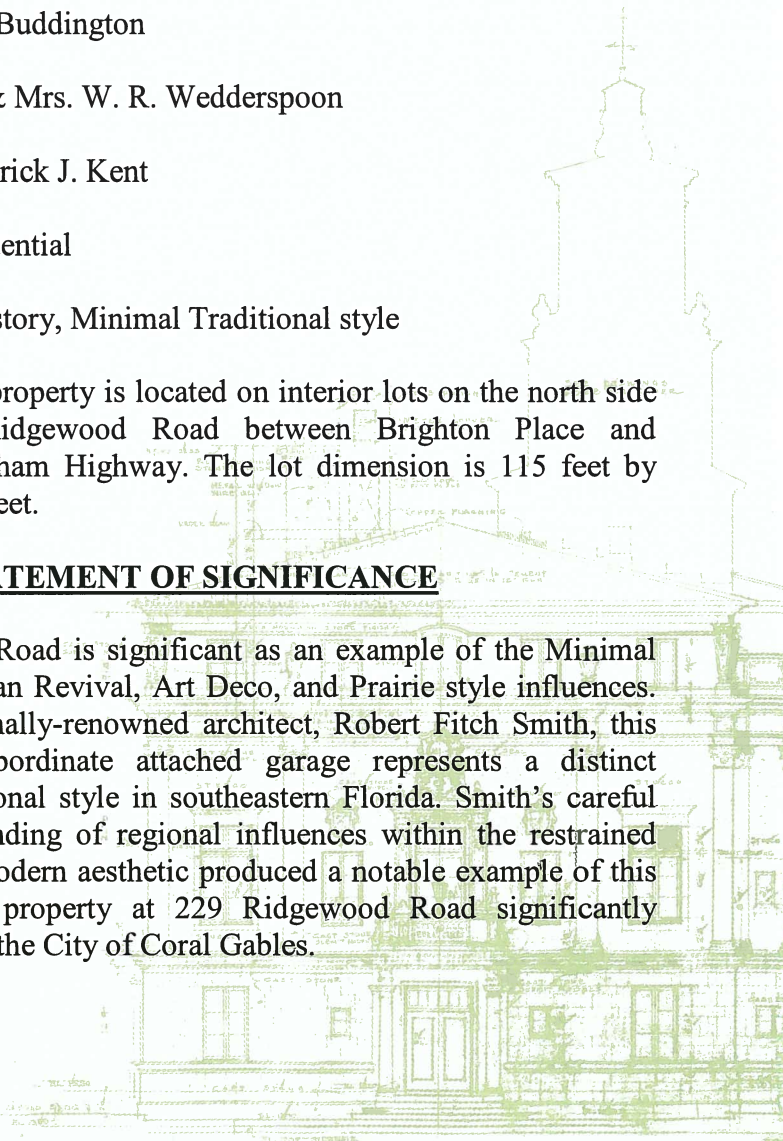 Buddington
& Mrs. W. R. Wedderspoon
rick J. Kent
ential
story, Minimal Traditional style
property is located on interior lots on the north side
idgewood Road between Brighton Place and
ham Highway. The lot dimension is 115 feet by
eet.
ATEMENT OF SIGNIFICANCE
Road is significant as an example of the Minimal
an Revival, Art Deco, and Prairie style influences.
nally-renowned architect, Robert Fitch Smith, this
bordinate attached garage represents a distinct
onal style in southeastern Florida. Smith's careful
nding of regional influences within the restrained
odern aesthetic produced a notable example of this
property at 229 Ridgewood Road significantly
the City of Coral Gables.